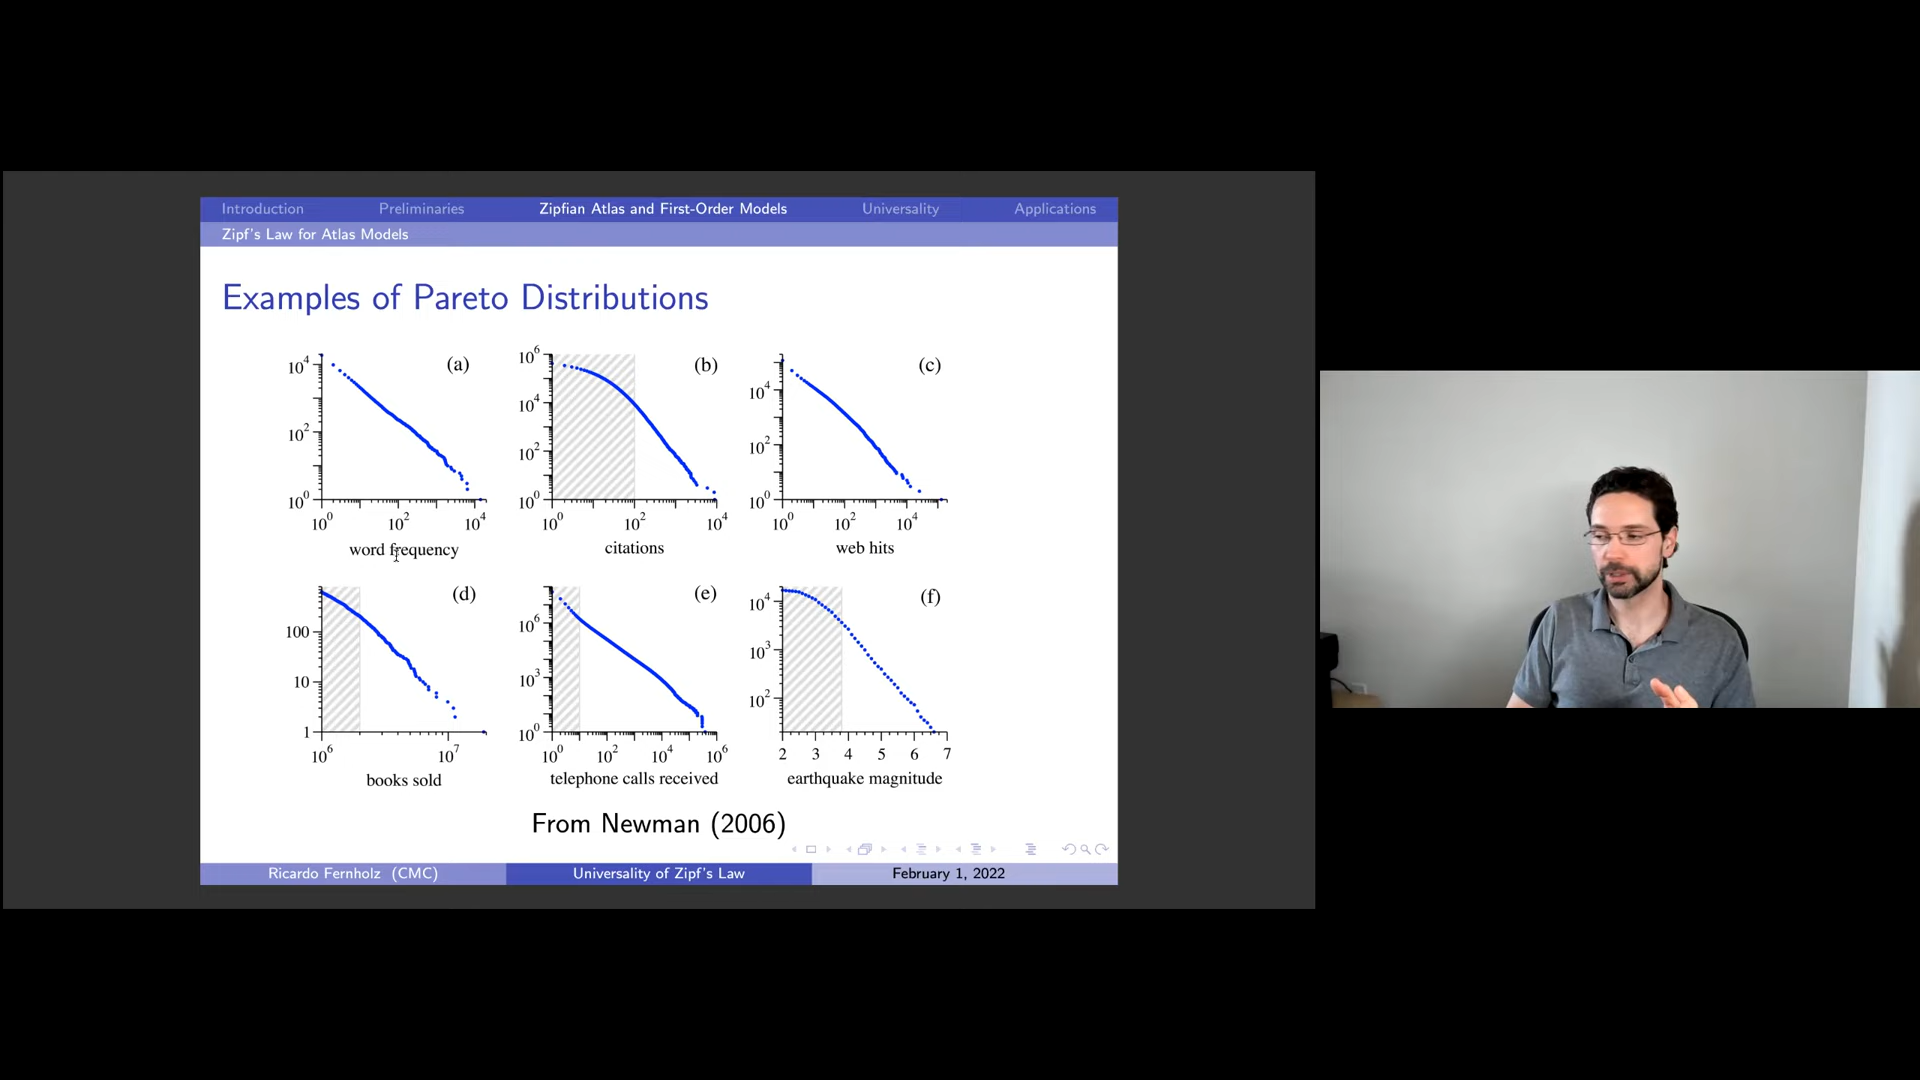 Introduction Preliminaries Zipfian Atlas and First-Order Models Universality Applications
Zipf's Law for Atlas Models
Examples of Pareto Distributions
(a) (b) (c)
10^4 10^2 10^0
10^0 10^2 10^4
word frequency
10^6 10^4 10^2 10^0
10^0 10^2 10^4
citations
10^4 10^2 10^0
10^0 10^2 10^4
web hits
(d) (e) (f)
100 10 1
10^6 10^7
books sold
10^6 10^3 10^0
10^0 10^2 10^4 10^6
telephone calls received
10^4 10^3 10^2
2 3 4 5 6 7
earthquake magnitude
From Newman (2006)
Ricardo Fernholz (CMC) Universality of Zipf's Law February 1, 2022